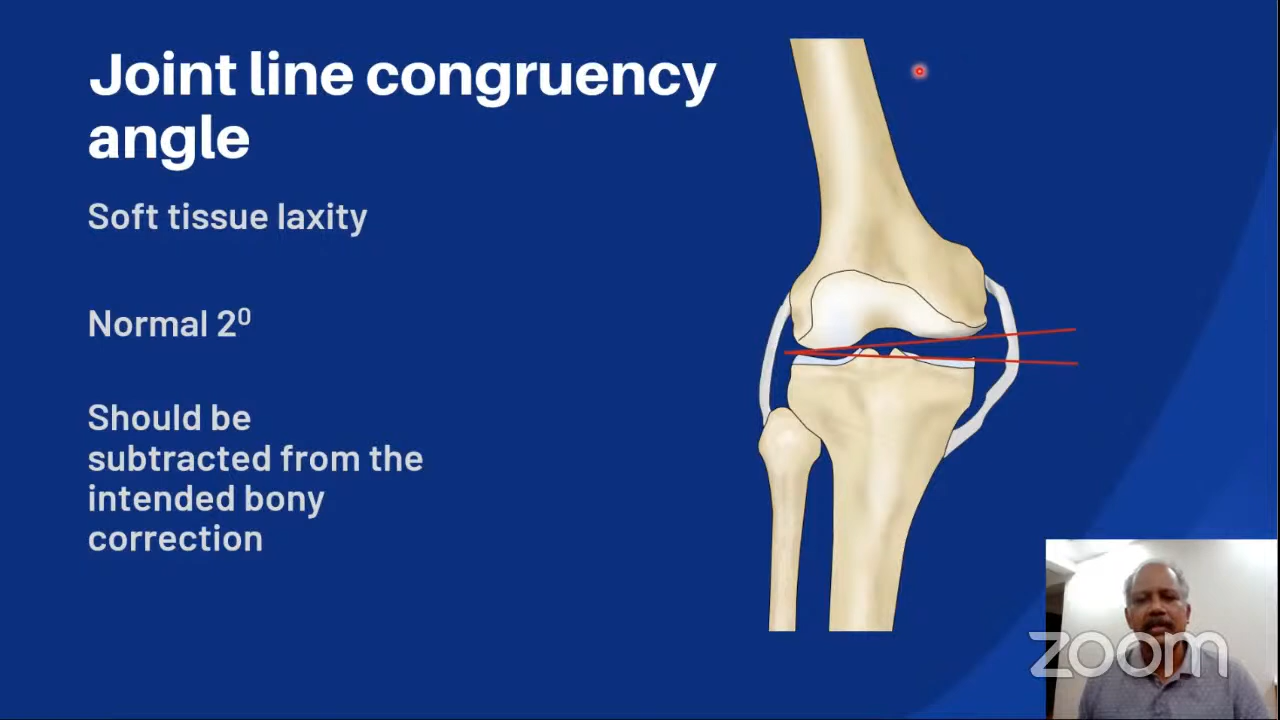 Joint line congruency
angle
Soft tissue laxity
Normal 2⁰
Should be
subtracted from the
intended bony
correction
zoom